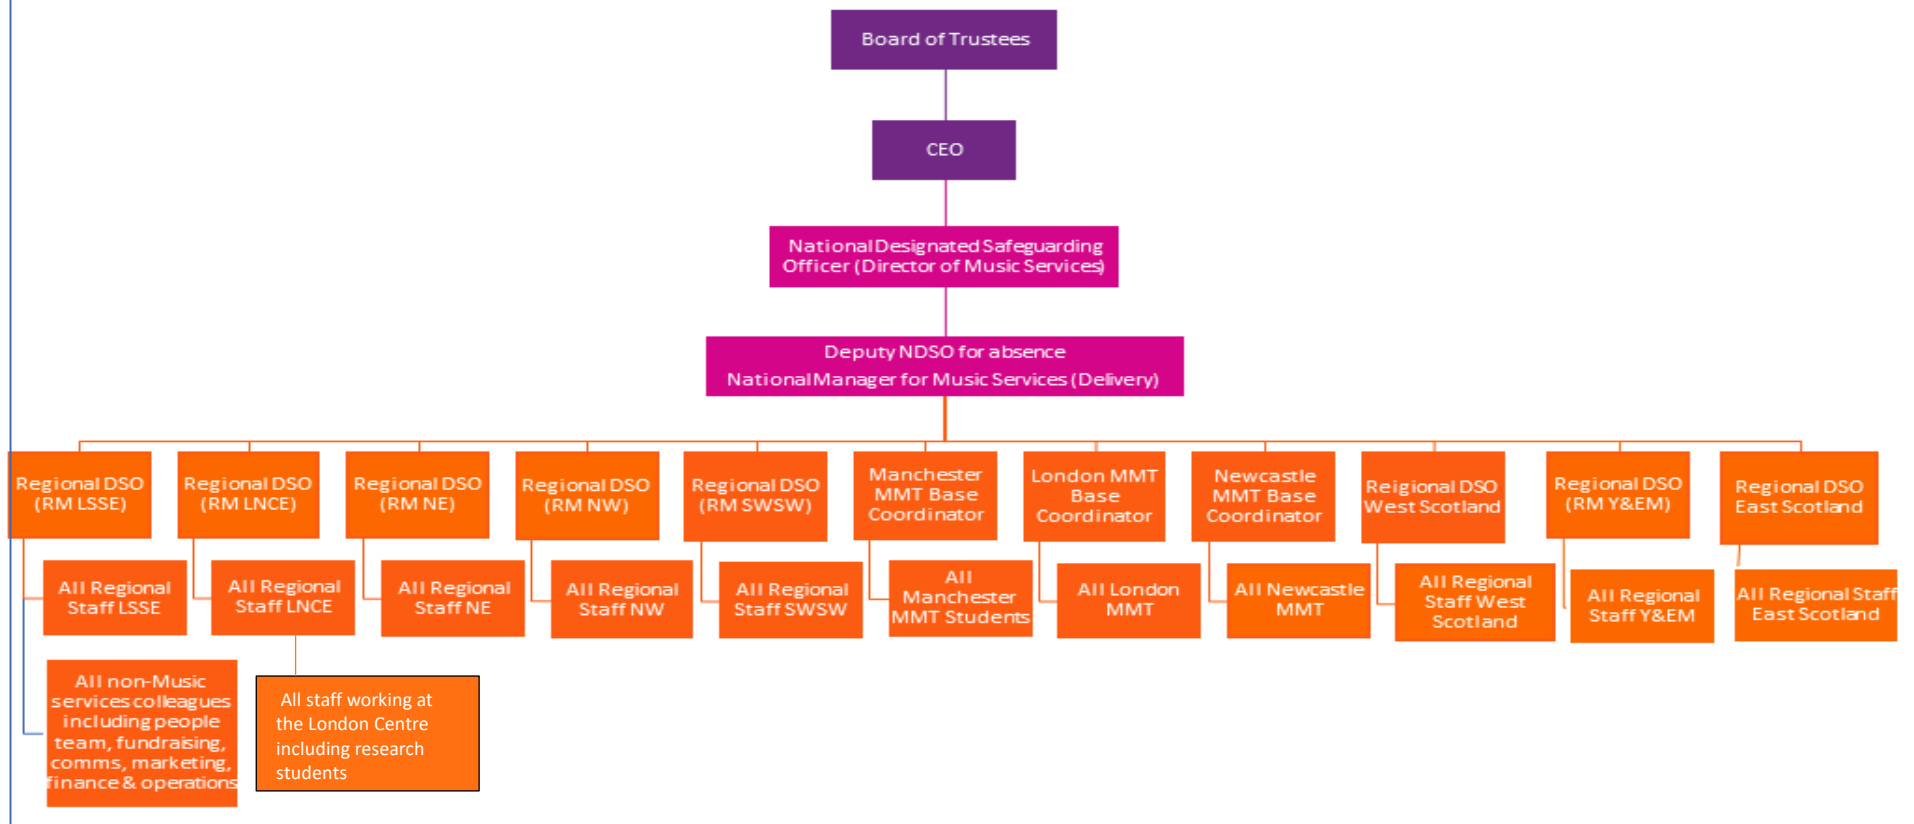 Board of Trustees
CEO
National Designated Safeguarding
Officer (Director of Music Services)
Deputy NDSO for absence
National Manager for Music Services (Delivery)
Regional DSO
(RM LSSE)
Regional DSO
(RM LNCE)
Regional DSO
(RM NE)
Regional DSO
(RM NW)
Regional DSO
(RM SWSW)
Manchester
MMT Base
Coordinator
London MMT
Base
Coordinator
Newcastle
MMT Base
Coordinator
Reigional DSO
West Scotland
Regional DSO
(RM Y&EM)
Regional DSO
East Scotland
All Regional
Staff LSSE
All Regional
Staff LNCE
All Regional
Staff NE
All Regional
Staff NW
All Regional
Staff SWSW
All
Manchester
MMT Students
All London
MMT
All Newcastle
MMT
All Regional
Staff West
Scotland
All Regional
Staff Y&EM
All Regional Staff
East Scotland
All non-Music
services colleagues
including people
team, fundraising,
comms, marketing,
finance & operations
All staff working at
the London Centre
including research
students